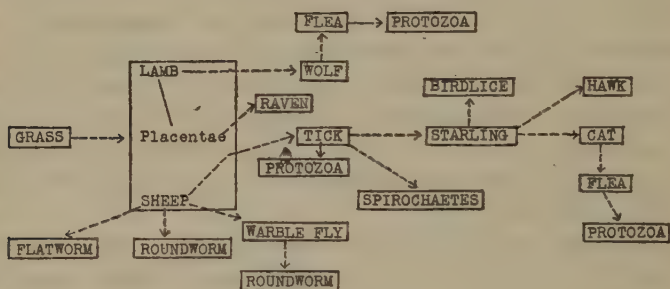 FLEA PROTOZOA
LAMB WOLF
BIRDLICE HAWK
RAVEN
GRASS Placentae TICK STARLING CAT
PROTOZOA
FLEA
SHEEP SPIROCHAETES
WARBLE FLY PROTOZOA
FLATWORM ROUNDWORM
ROUNDWORM